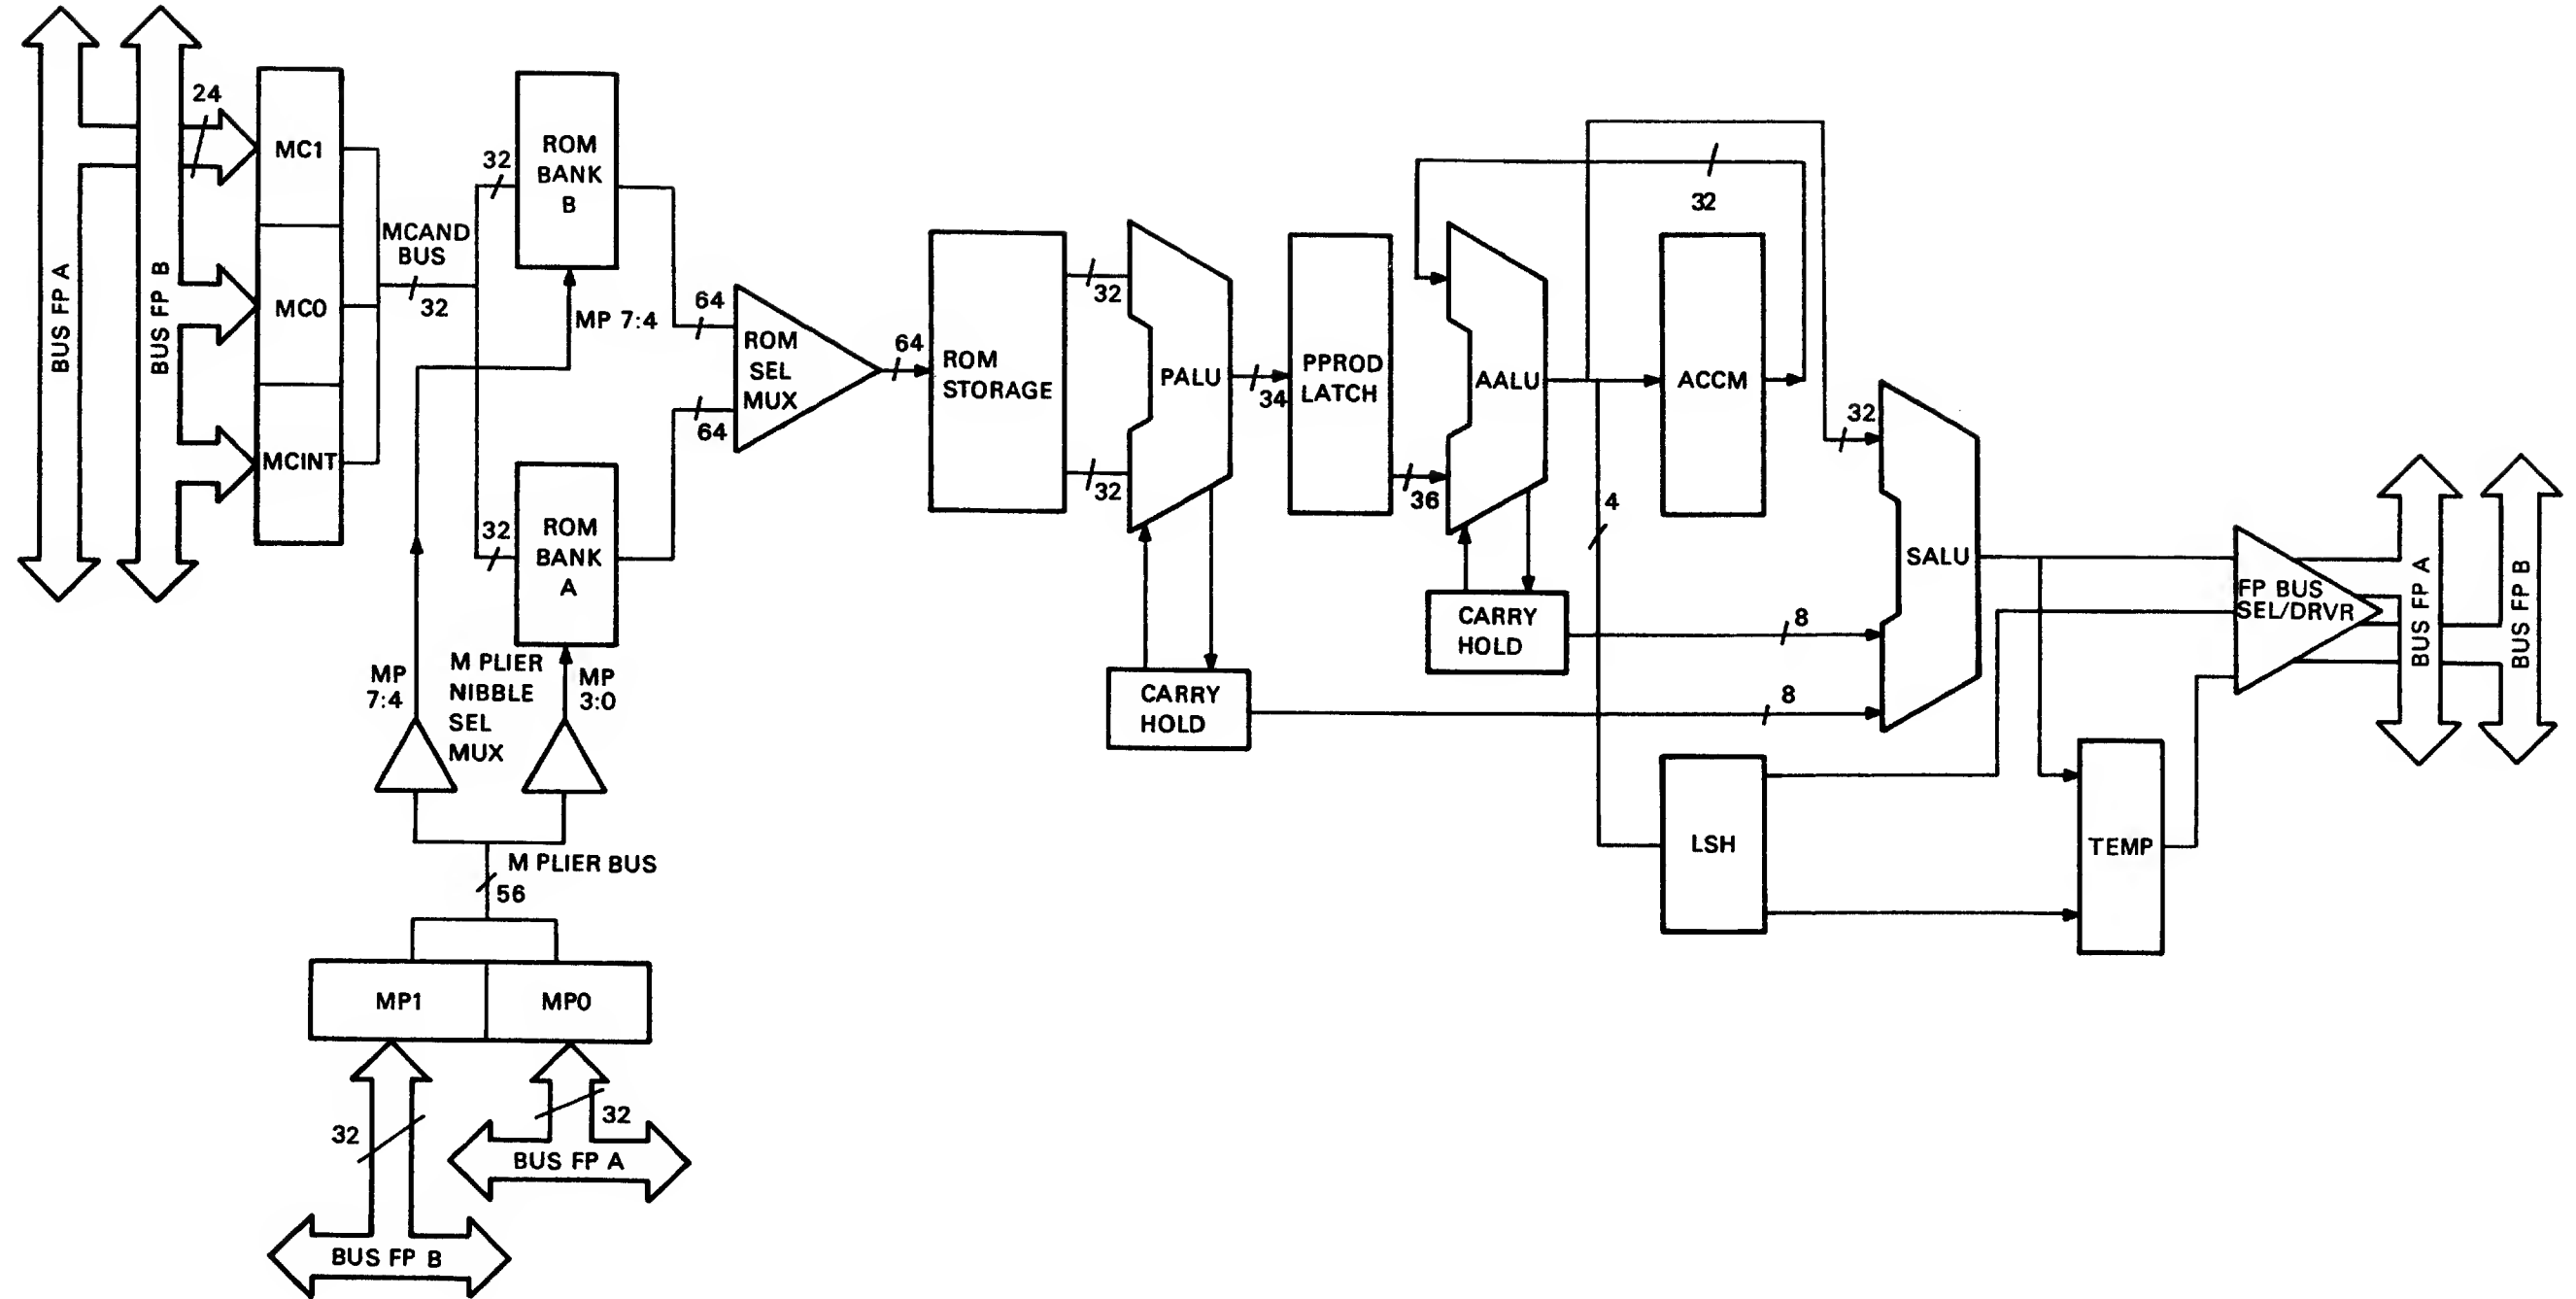 BUS FP A
BUS FP B
24
MC1
MC0
MCINT
MCAND
BUS
32
32
ROM
BANK
B
MP 7:4
32
ROM
BANK
A
MP
7:4
M PLIER
NIBBLE
SEL
MUX
MP
3:0
M PLIER BUS
56
MP1
MP0
32
32
BUS FP A
BUS FP B
64
ROM
SEL
MUX
64
64
ROM
STORAGE
32
32
PALU
34
PPROD
LATCH
36
AALU
32
ACCM
4
CARRY
HOLD
8
CARRY
HOLD
8
32
SALU
LSH
TEMP
FP BUS
SEL/DRVR
BUS FP A
BUS FP B